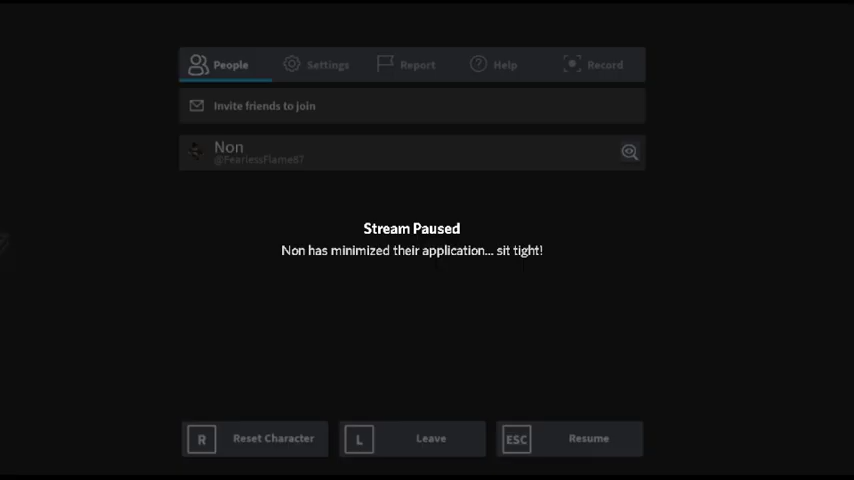 People Settings Report Help Record
Invite friends to join
Non
@FearlessFlame67
Stream Paused
Non has minimized their application... sit tight!
R Reset Character L Leave ESC Resume